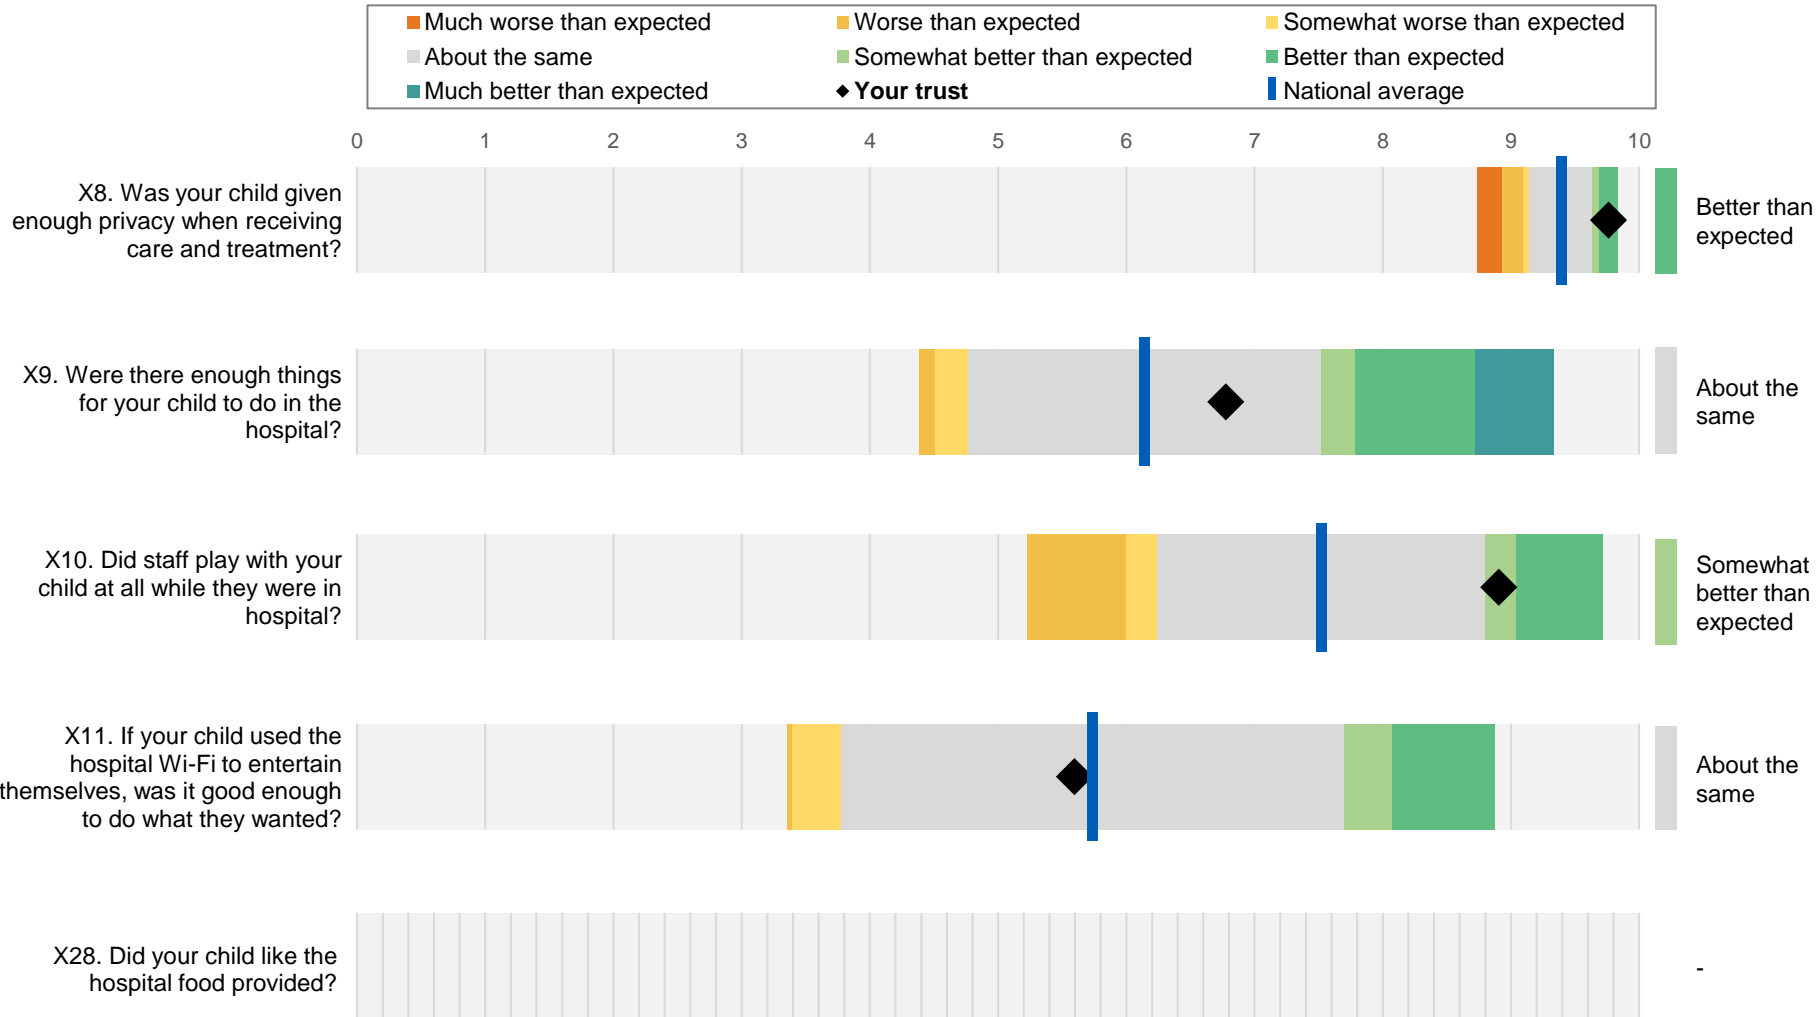 Much worse than expected
Worse than expected
Somewhat worse than expected
About the same
Somewhat better than expected
Better than expected
Much better than expected
Your trust
National average
0 1 2 3 4 5 6 7 8 9 10
X8. Was your child given
enough privacy when receiving
care and treatment?
Better than
expected
X9. Were there enough things
for your child to do in the
hospital?
About the
same
X10. Did staff play with your
child at all while they were in
hospital?
Somewhat
better than
expected
X11. If your child used the
hospital Wi-Fi to entertain
themselves, was it good enough
to do what they wanted?
About the
same
X28. Did your child like the
hospital food provided?
-